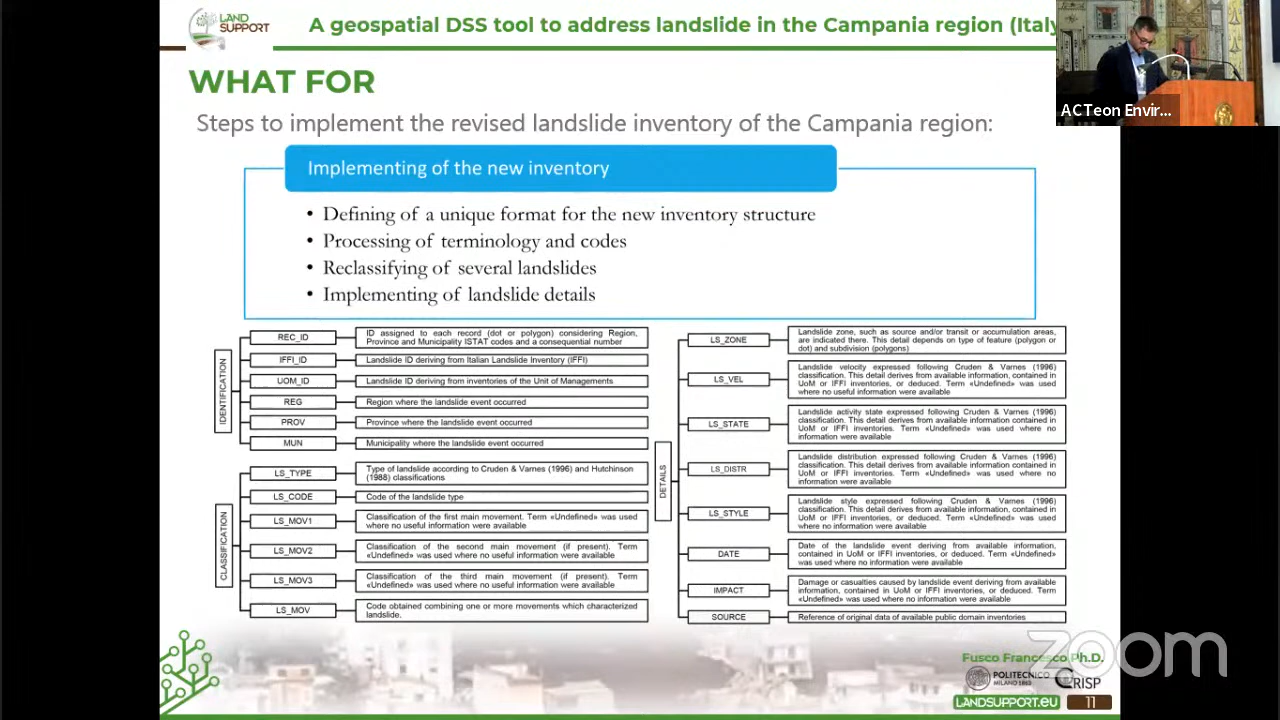 LAND
SUPPORT
A geospatial DSS tool to address landslide in the Campania region (Italy
ACTeon Envir...
WHAT FOR
Steps to implement the revised landslide inventory of the Campania region:
Implementing of the new inventory
• Defining of a unique format for the new inventory structure
• Processing of terminology and codes
• Reclassifying of several landslides
• Implementing of landslide details
IDENTIFICATION
REC_ID
ID assigned to each record (dot or polygon) considering Region,
Province and Municipality ISTAT codes and a consequential number
IFFI_ID
Landslide ID deriving from Italian Landslide Inventory (IFFI)
UOM_ID
Landslide ID deriving from inventories of the Unit of Managements
REG
Region where the landslide event occurred
PROV
Province where the landslide event occurred
MUN
Municipality where the landslide event occurred
CLASSIFICATION
LS_TYPE
Type of landslide according to Cruden & Varnes (1996) and Hutchinson
(1988) classifications
LS_CODE
Code of the landslide type
LS_MOV1
Classification of the first main movement. Term «Undefined» was used
where no useful information were available
LS_MOV2
Classification of the second main movement (if present). Term
«Undefined» was used where no useful information were available
LS_MOV3
Classification of the third main movement (if present). Term
«Undefined» was used where no useful information were available
LS_MOV
Code obtained combining one or more movements which characterized
landslide.
DETAILS
LS_ZONE
Landslide zone, such as source and/or transit or accumulation areas,
are indicated there. This detail depends on type of feature (polygon or
dot) and subdivision (polygons)
LS_VEL
Landslide velocity expressed following Cruden & Varnes (1996)
classification. This detail derives from available information, contained in
UoM or IFFI inventories, or deduced. Term «Undefined» was used
where no useful information were available
LS_STATE
Landslide activity state expressed following Cruden & Varnes (1996)
classification. This detail derives from available information contained in
UoM or IFFI inventories. Term «Undefined» was used where no
information were available
LS_DISTR
Landslide distribution expressed following Cruden & Varnes (1996)
classification. This detail derives from available information contained in
UoM or IFFI inventories, or deduced. Term «Undefined» was used
where no information were available
LS_STYLE
Landslide style expressed following Cruden & Varnes (1996)
classification. This detail derives from available information, contained in
UoM or IFFI inventories, or deduced. Term «Undefined» was used
where no information were available
DATE
Date of the landslide event deriving from available information,
contained in UoM or IFFI inventories, or deduced. Term «Undefined»
was used where no information were available
IMPACT
Damage or casualties caused by landslide event deriving from available
information, contained in UoM or IFFI inventories, or deduced. Term
«Undefined» was used where no information were available
SOURCE
Reference of original data of available public domain inventories
zoom
Fusco Francesco Ph.D.
POLITECNICO
MILANO 1863
CRISP
LANDSUPPORT.EU
11